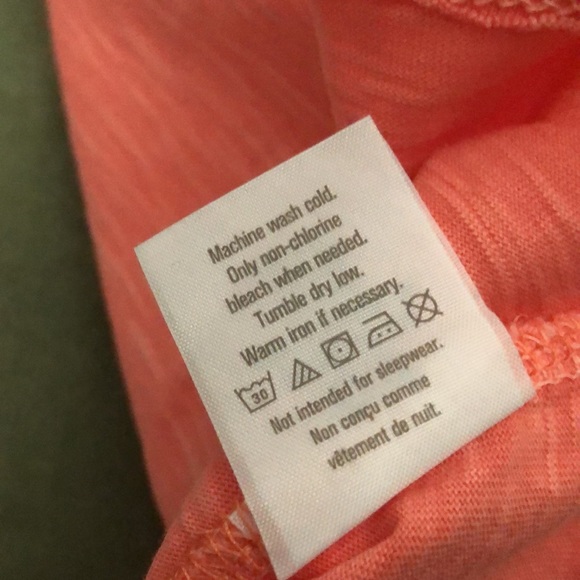 Machine wash cold.
Only non-chlorine
bleach when needed.
Tumble dry low.
Warm iron if necessary.
30
Not intended for sleepwear.
Non conçu comme
vêtement de nuit.